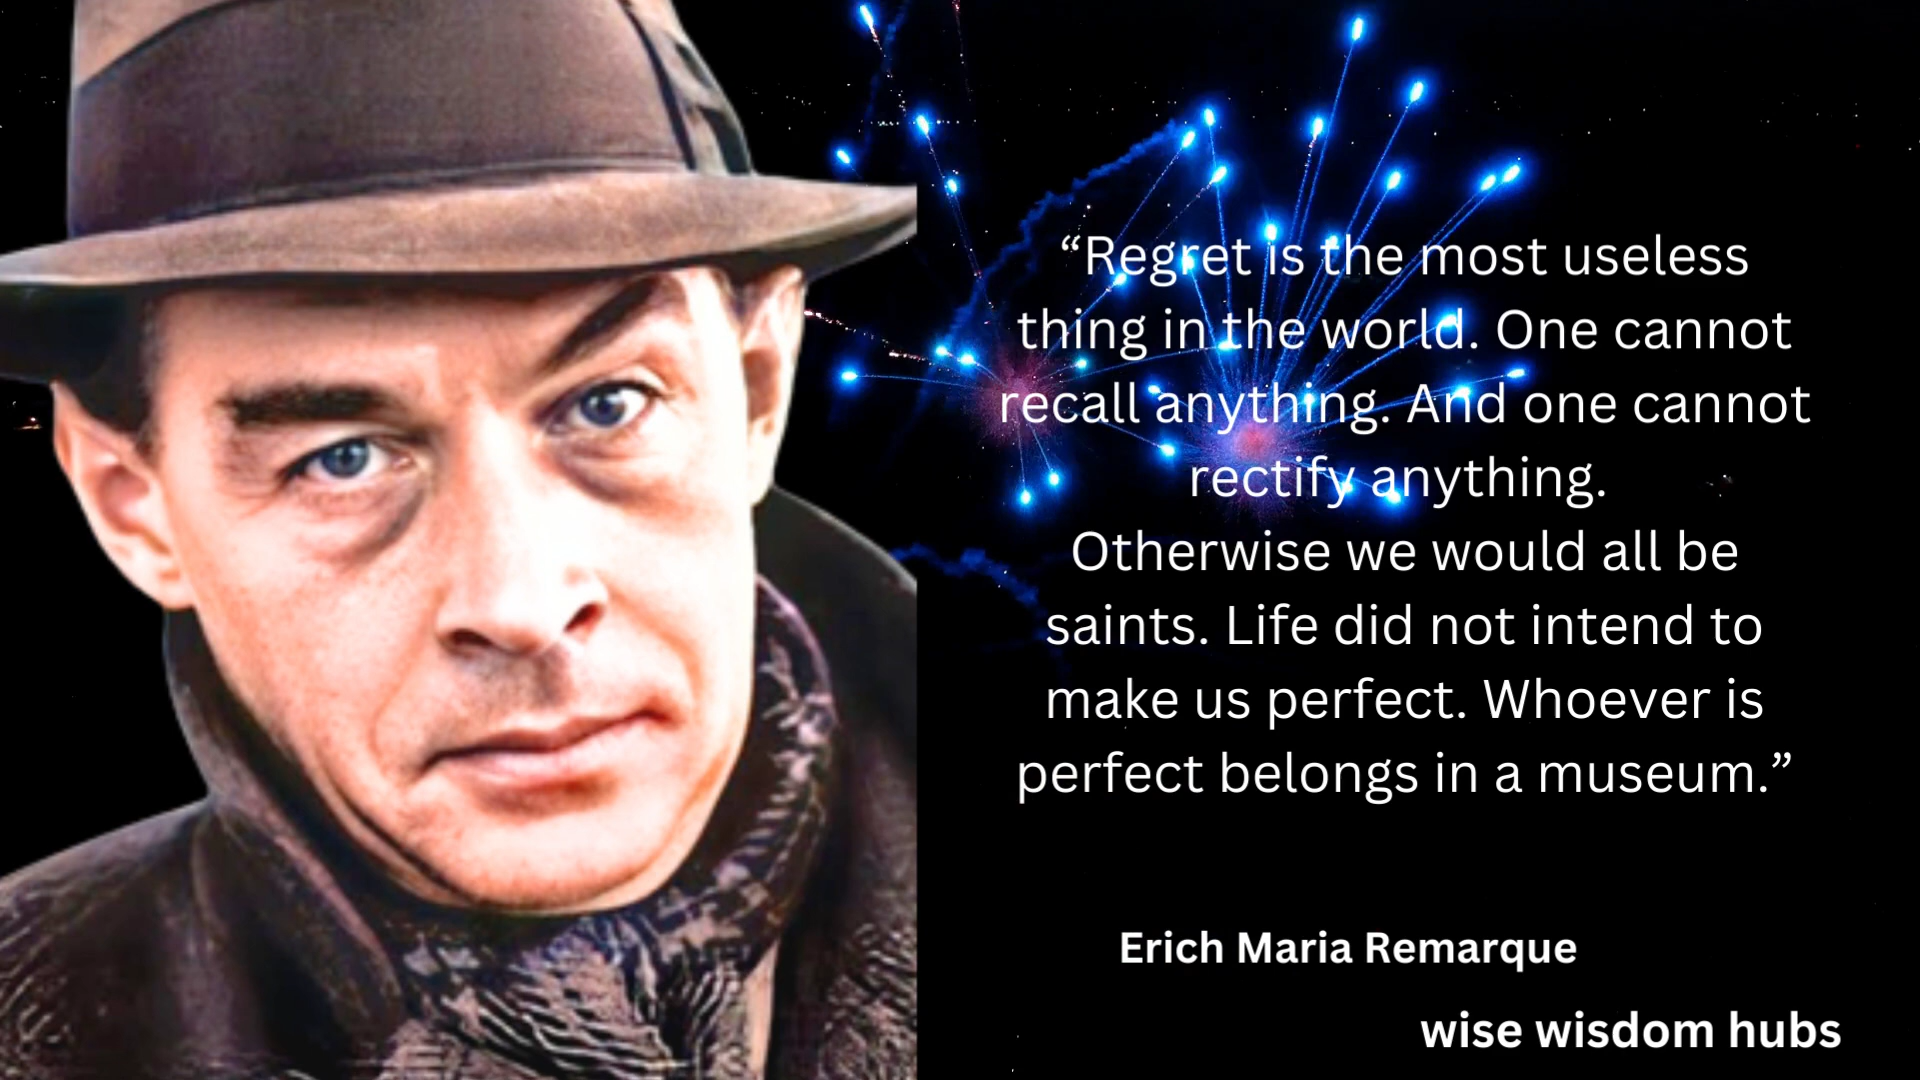 “Regret is the most useless
thing in the world. One cannot
recall anything. And one cannot
rectify anything.
Otherwise we would all be
saints. Life did not intend to
make us perfect. Whoever is
perfect belongs in a museum.”
Erich Maria Remarque
wise wisdom hubs